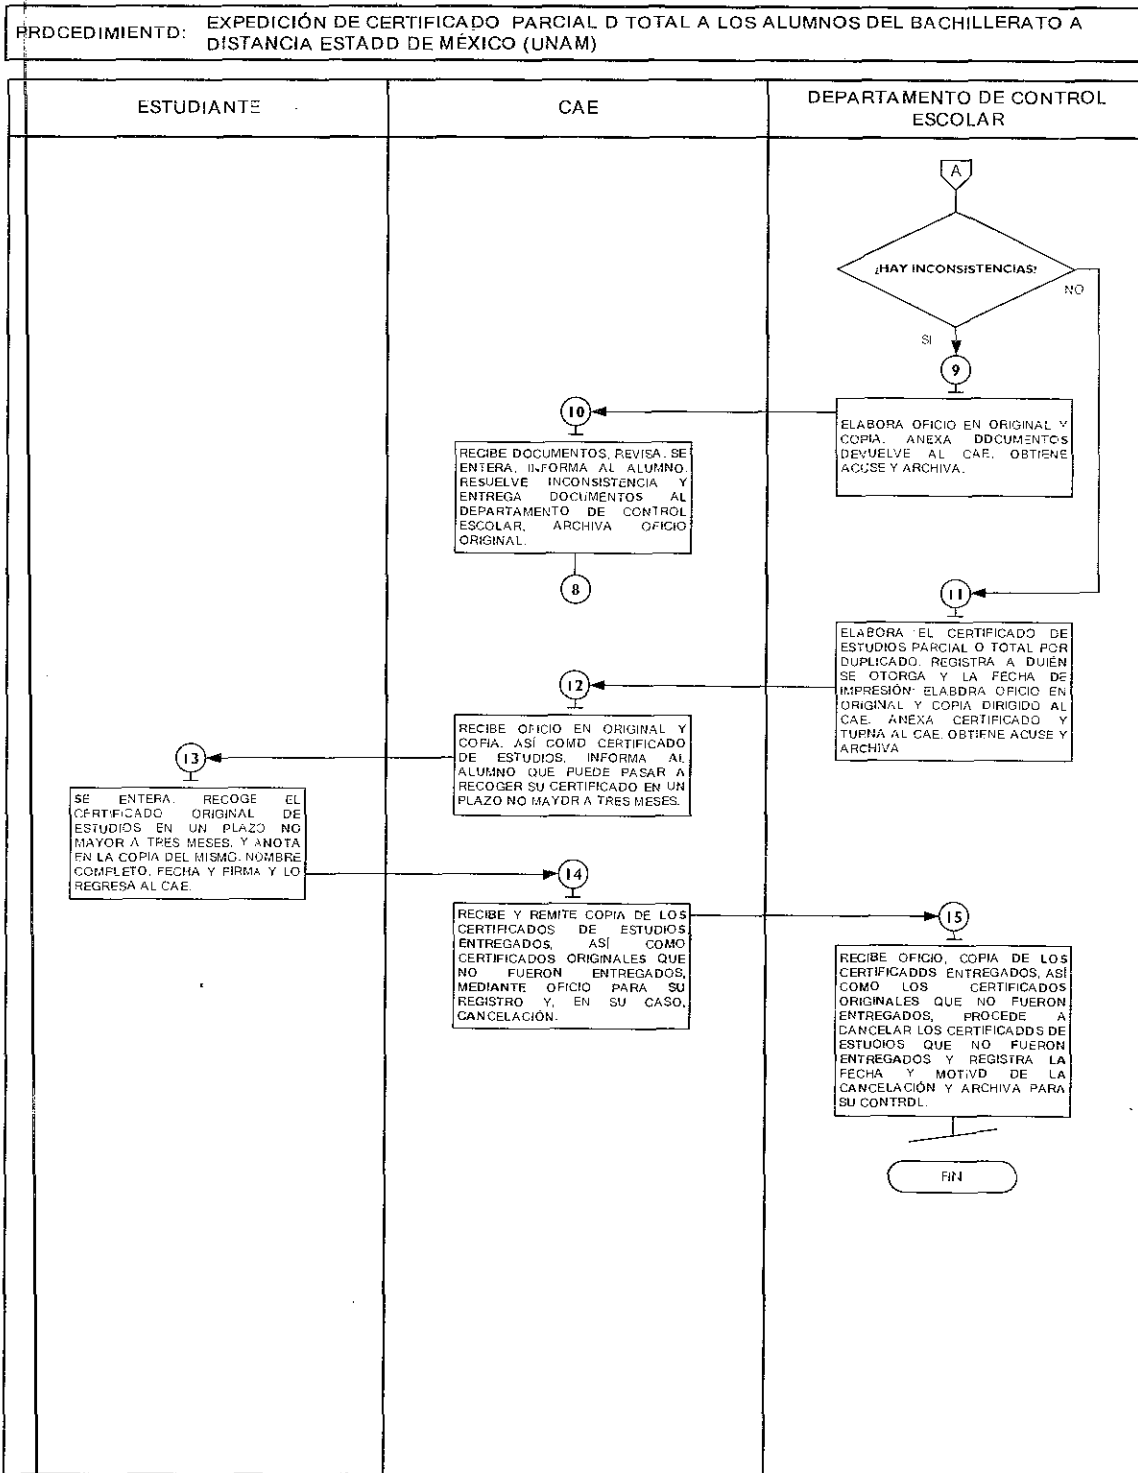 PRDCEDIMIENTD: EXPEDICIÓN DE CERTIFICADO PARCIAL D TOTAL A LOS ALUMNOS DEL BACHILLERATO A
DISTANCIA ESTADD DE MÉXICO (UNAM)
ESTUDIANTE
CAE
DEPARTAMENTO DE CONTROL
ESCOLAR
A
¿HAY INCONSISTENCIAS?
NO
SI
9
ELABORA OFICIO EN ORIGINAL Y
COPIA. ANEXA DDCUMENTOS
DEVUELVE AL CAE. OBTIENE
ACUSE Y ARCHIVA.
10
RECIBE DOCUMENTOS, REVISA. SE
ENTERA, INFORMA AL ALUMNO.
RESUELVE INCONSISTENCIA Y
ENTREGA DOCUMENTOS AL
DEPARTAMENTO DE CONTROL
ESCOLAR, ARCHIVA OFICIO
ORIGINAL.
8
11
ELABORA EL CERTIFICADO DE
ESTUDIOS PARCIAL O TOTAL POR
DUPLICADO. REGISTRA A DUIÉN
SE OTORGA Y LA FECHA DE
IMPRESIÓN. ELABDRA OFICIO EN
ORIGINAL Y COPIA DIRIGIDO AL
CAE. ANEXA CERTIFICADO Y
TURNA AL CAE. OBTIENE ACUSE Y
ARCHIVA
12
RECIBE OFICIO EN ORIGINAL Y
COPIA. ASÍ COMD CERTIFICADO
DE ESTUDIOS, INFORMA AL
ALUMNO QUE PUEDE PASAR A
RECOGER SU CERTIFICADO EN UN
PLAZO NO MAYDR A TRES MESES.
13
SE ENTERA. RECOGE EL
CERTIFICADO ORIGINAL DE
ESTUDIOS EN UN PLAZO NO
MAYOR A TRES MESES. Y ANOTA
EN LA COPIA DEL MISMO. NOMBRE
COMPLETO, FECHA Y FIRMA Y LO
REGRESA AL CAE.
14
RECIBE Y REMITE COPIA DE LOS
CERTIFICADOS DE ESTUDIOS
ENTREGADOS, ASÍ COMO
CERTIFICADOS ORIGINALES QUE
NO FUERON ENTREGADOS,
MEDIANTE OFICIO PARA SU
REGISTRO Y, EN SU CASO,
CANCELACIÓN.
15
RECIBE OFICIO, COPIA DE LOS
CERTIFICADDS ENTREGADOS, ASÍ
COMO LOS CERTIFICADOS
ORIGINALES QUE NO FUERON
ENTREGADOS, PROCEDE A
CANCELAR LOS CERTIFICADDS DE
ESTUDIOS QUE NO FUERON
ENTREGADOS Y REGISTRA LA
FECHA Y MOTIVD DE LA
CANCELACIÓN Y ARCHIVA PARA
SU CONTRDL.
FIN